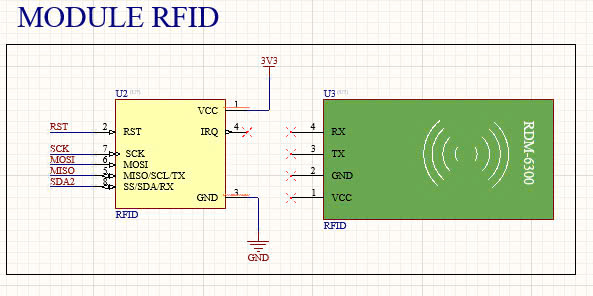 MODULE RFID
3V3
U2
U3
VCC
1
RST
2
RST
IRQ
4
4
RX
SCK
7
SCK
3
TX
MOSI
6
MOSI
MISO
5
MISO/SCL/TX
2
GND
SDA2
8
SS/SDA/RX
GND
3
1
VCC
RDM-6300
RFID
RFID
GND